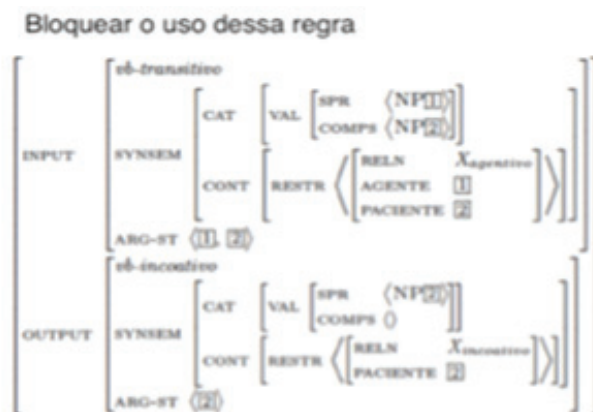 Bloquear o uso dessa regra
vb-transitivo
INPUT SYNSEM CAT VAL SPR ⟨NP[1]⟩
COMPS ⟨NP[2]⟩
CONT RESTR ⟨ RELN X agentivo
AGENTE [1]
PACIENTE [2] ⟩
ARG-ST ⟨[1], [2]⟩
vb-incoativo
OUTPUT SYNSEM CAT VAL SPR ⟨NP[2]⟩
COMPS ⟨⟩
CONT RESTR ⟨ RELN X incoativo
PACIENTE [2] ⟩
ARG-ST ⟨[2]⟩